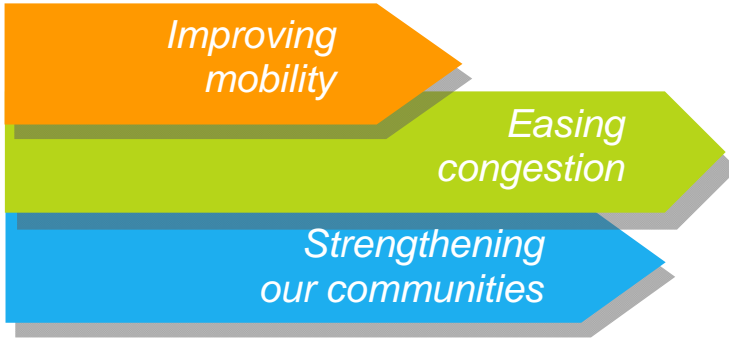 Improving
mobility
Easing
congestion
Strengthening
our communities